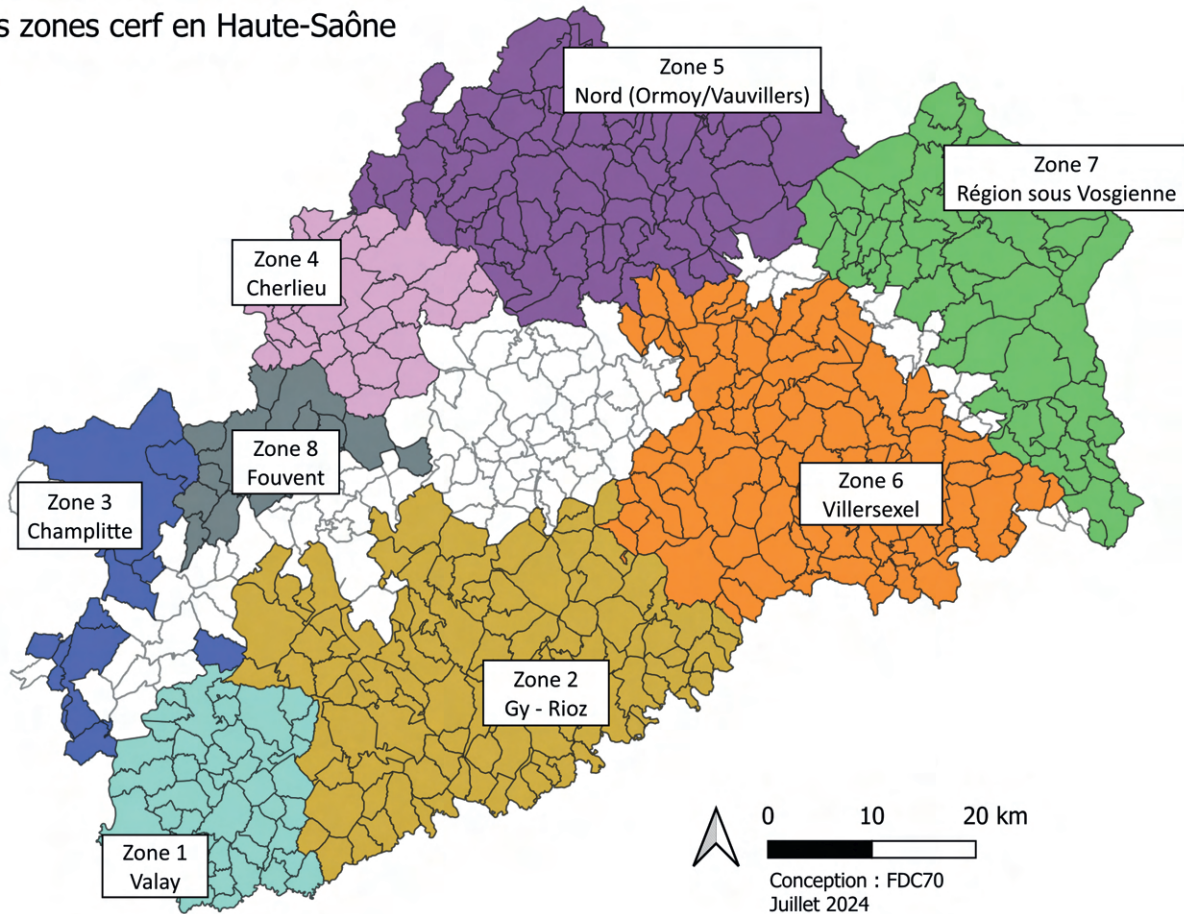 s zones cerf en Haute-Saône
Zone 5
Nord (Ormoy/Vauvillers)
Zone 7
Région sous Vosgienne
Zone 4
Cherlieu
Zone 8
Fouvent
Zone 3
Champlitte
Zone 6
Villersexel
Zone 2
Gy - Rioz
Zone 1
Valay
0 10 20 km
Conception : FDC70
Juillet 2024